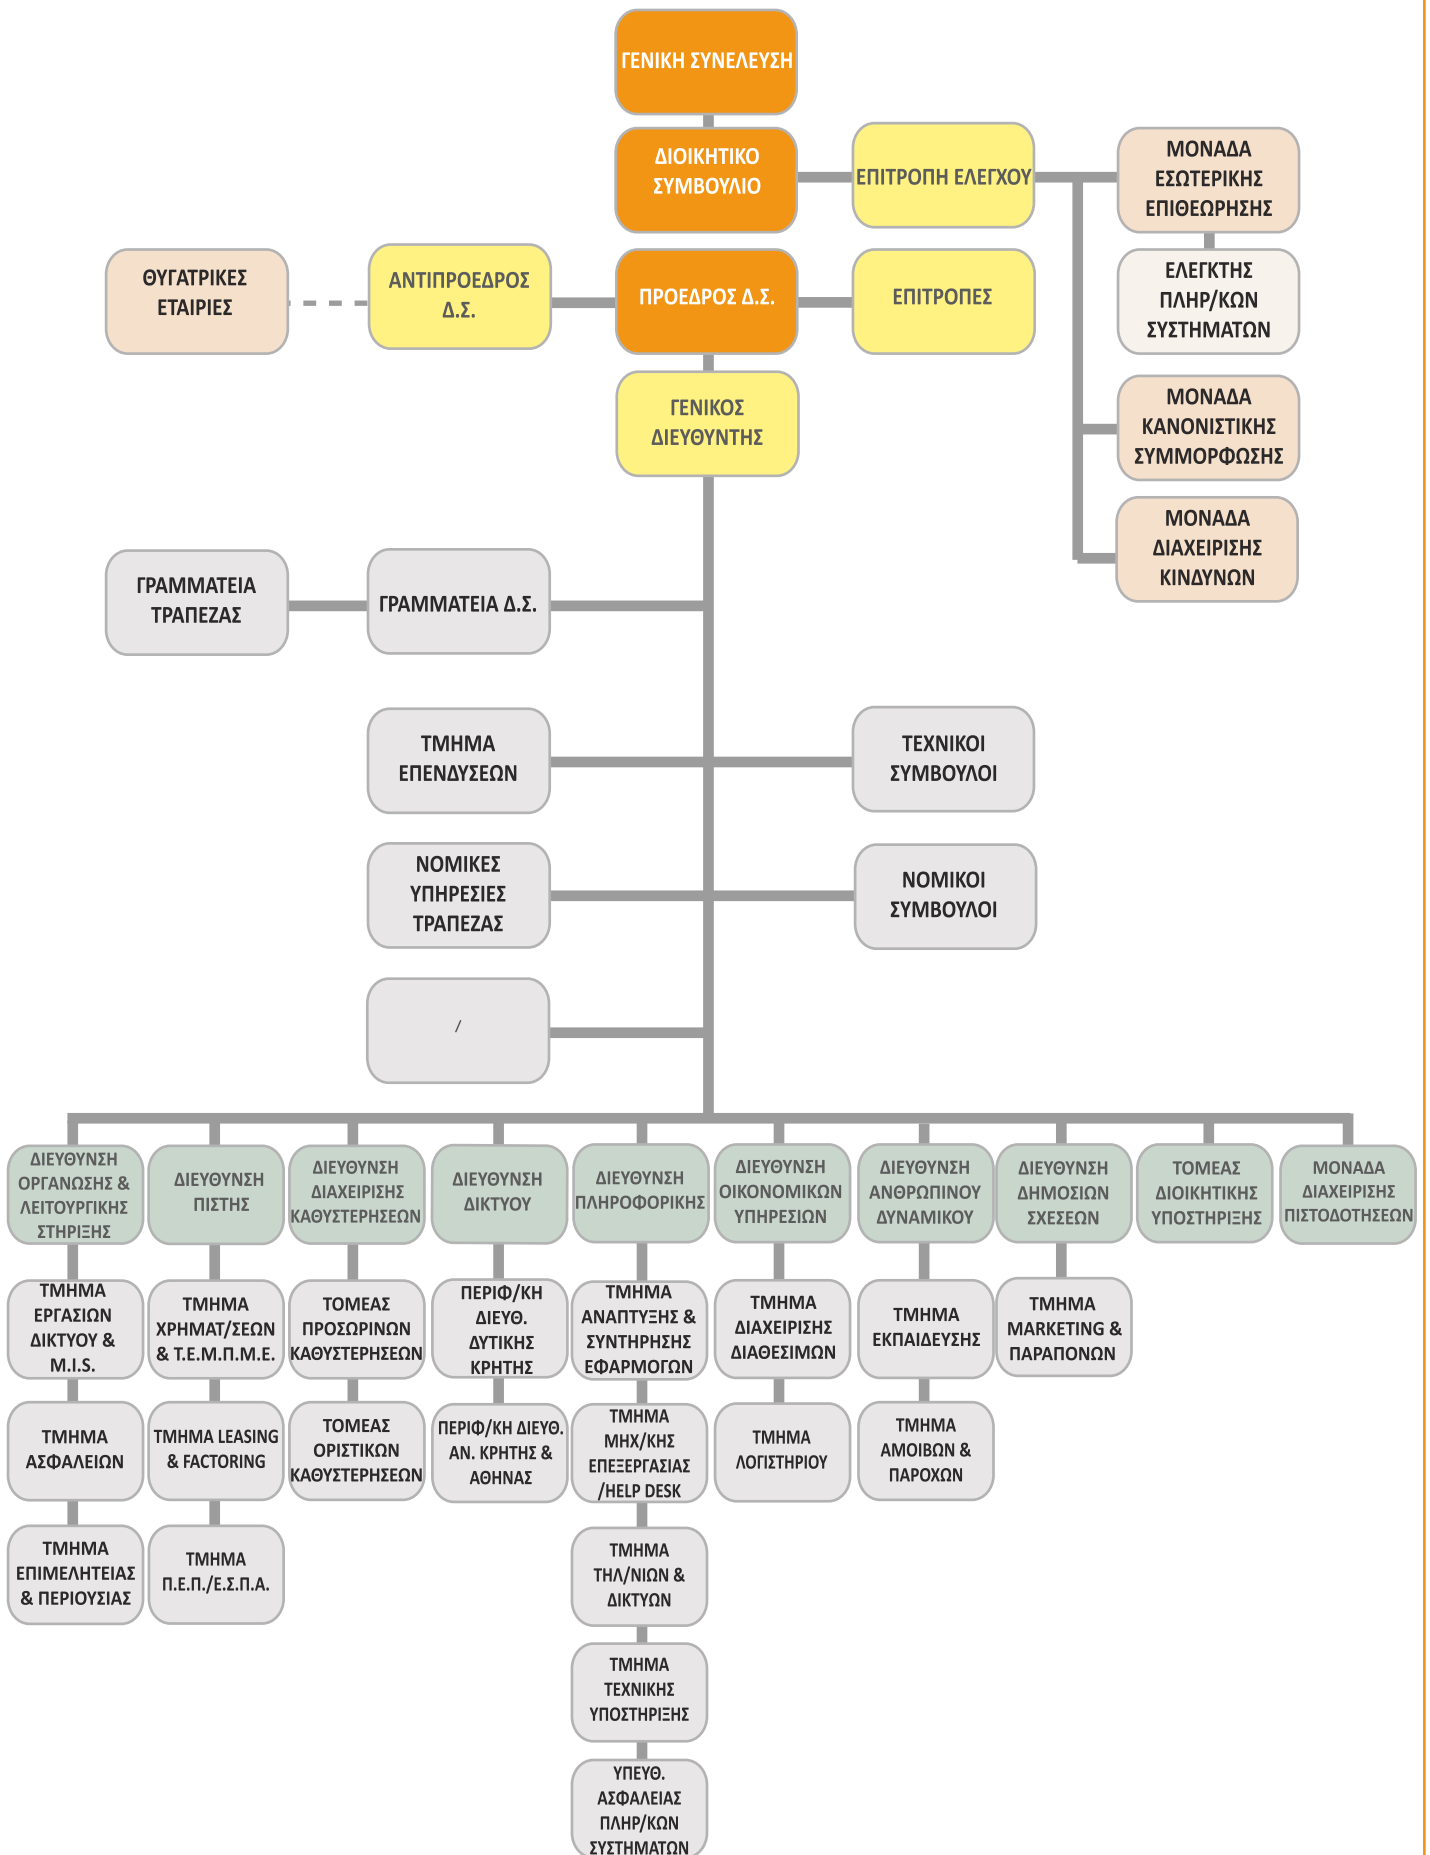 ΓΕΝΙΚΗ ΣΥΝΕΛΕΥΣΗ
ΔΙΟΙΚΗΤΙΚΟ
ΣΥΜΒΟΥΛΙΟ
ΕΠΙΤΡΟΠΗ ΕΛΕΓΧΟΥ
ΜΟΝΑΔΑ
ΕΣΩΤΕΡΙΚΗΣ
ΕΠΙΘΕΩΡΗΣΗΣ
ΘΥΓΑΤΡΙΚΕΣ
ΕΤΑΙΡΙΕΣ
ΑΝΤΙΠΡΟΕΔΡΟΣ
Δ.Σ.
ΠΡΟΕΔΡΟΣ Δ.Σ.
ΕΠΙΤΡΟΠΕΣ
ΕΛΕΓΚΤΗΣ
ΠΛΗΡ/ΚΩΝ
ΣΥΣΤΗΜΑΤΩΝ
ΓΕΝΙΚΟΣ
ΔΙΕΥΘΥΝΤΗΣ
ΜΟΝΑΔΑ
ΚΑΝΟΝΙΣΤΙΚΗΣ
ΣΥΜΜΟΡΦΩΣΗΣ
ΜΟΝΑΔΑ
ΔΙΑΧΕΙΡΙΣΗΣ
ΚΙΝΔΥΝΩΝ
ΓΡΑΜΜΑΤΕΙΑ
ΤΡΑΠΕΖΑΣ
ΓΡΑΜΜΑΤΕΙΑ Δ.Σ.
ΤΜΗΜΑ
ΕΠΕΝΔΥΣΕΩΝ
ΤΕΧΝΙΚΟΙ
ΣΥΜΒΟΥΛΟΙ
ΝΟΜΙΚΕΣ
ΥΠΗΡΕΣΙΕΣ
ΤΡΑΠΕΖΑΣ
ΝΟΜΙΚΟΙ
ΣΥΜΒΟΥΛΟΙ
/
ΔΙΕΥΘΥΝΣΗ
ΟΡΓΑΝΩΣΗΣ &
ΛΕΙΤΟΥΡΓΙΚΗΣ
ΣΤΗΡΙΞΗΣ
ΔΙΕΥΘΥΝΣΗ
ΠΙΣΤΗΣ
ΔΙΕΥΘΥΝΣΗ
ΔΙΑΧΕΙΡΙΣΗΣ
ΚΑΘΥΣΤΕΡΗΣΕΩΝ
ΔΙΕΥΘΥΝΣΗ
ΔΙΚΤΥΟΥ
ΔΙΕΥΘΥΝΣΗ
ΠΛΗΡΟΦΟΡΙΚΗΣ
ΔΙΕΥΘΥΝΣΗ
ΟΙΚΟΝΟΜΙΚΩΝ
ΥΠΗΡΕΣΙΩΝ
ΔΙΕΥΘΥΝΣΗ
ΑΝΘΡΩΠΙΝΟΥ
ΔΥΝΑΜΙΚΟΥ
ΔΙΕΥΘΥΝΣΗ
ΔΗΜΟΣΙΩΝ
ΣΧΕΣΕΩΝ
ΤΟΜΕΑΣ
ΔΙΟΙΚΗΤΙΚΗΣ
ΥΠΟΣΤΗΡΙΞΗΣ
ΜΟΝΑΔΑ
ΔΙΑΧΕΙΡΙΣΗΣ
ΠΙΣΤΟΔΟΤΗΣΕΩΝ
ΤΜΗΜΑ
ΕΡΓΑΣΙΩΝ
ΔΙΚΤΥΟΥ &
M.I.S.
ΤΜΗΜΑ
ΧΡΗΜΑΤ/ΣΕΩΝ
& Τ.Ε.Μ.Π.Μ.Ε.
ΤΟΜΕΑΣ
ΠΡΟΣΩΡΙΝΩΝ
ΚΑΘΥΣΤΕΡΗΣΕΩΝ
ΠΕΡΙΦ/ΚΗ
ΔΙΕΥΘ.
ΔΥΤΙΚΗΣ
ΚΡΗΤΗΣ
ΤΜΗΜΑ
ΑΝΑΠΤΥΞΗΣ &
ΣΥΝΤΗΡΗΣΗΣ
ΕΦΑΡΜΟΓΩΝ
ΤΜΗΜΑ
ΔΙΑΧΕΙΡΙΣΗΣ
ΔΙΑΘΕΣΙΜΩΝ
ΤΜΗΜΑ
ΕΚΠΑΙΔΕΥΣΗΣ
ΤΜΗΜΑ
MARKETING &
ΠΑΡΑΠΟΝΩΝ
ΤΜΗΜΑ
ΑΣΦΑΛΕΙΩΝ
ΤΜΗΜΑ LEASING
& FACTORING
ΤΟΜΕΑΣ
ΟΡΙΣΤΙΚΩΝ
ΚΑΘΥΣΤΕΡΗΣΕΩΝ
ΠΕΡΙΦ/ΚΗ ΔΙΕΥΘ.
ΑΝ. ΚΡΗΤΗΣ &
ΑΘΗΝΑΣ
ΤΜΗΜΑ
ΜΗΧ/ΚΗΣ
ΕΠΕΞΕΡΓΑΣΙΑΣ
/HELP DESK
ΤΜΗΜΑ
ΛΟΓΙΣΤΗΡΙΟΥ
ΤΜΗΜΑ
ΑΜΟΙΒΩΝ &
ΠΑΡΟΧΩΝ
ΤΜΗΜΑ
ΕΠΙΜΕΛΗΤΕΙΑΣ
& ΠΕΡΙΟΥΣΙΑΣ
ΤΜΗΜΑ
Π.Ε.Π./Ε.Σ.Π.Α.
ΤΜΗΜΑ
ΤΗΛ/ΝΙΩΝ &
ΔΙΚΤΥΩΝ
ΤΜΗΜΑ
ΤΕΧΝΙΚΗΣ
ΥΠΟΣΤΗΡΙΞΗΣ
ΥΠΕΥΘ.
ΑΣΦΑΛΕΙΑΣ
ΠΛΗΡ/ΚΩΝ
ΣΥΣΤΗΜΑΤΩΝ